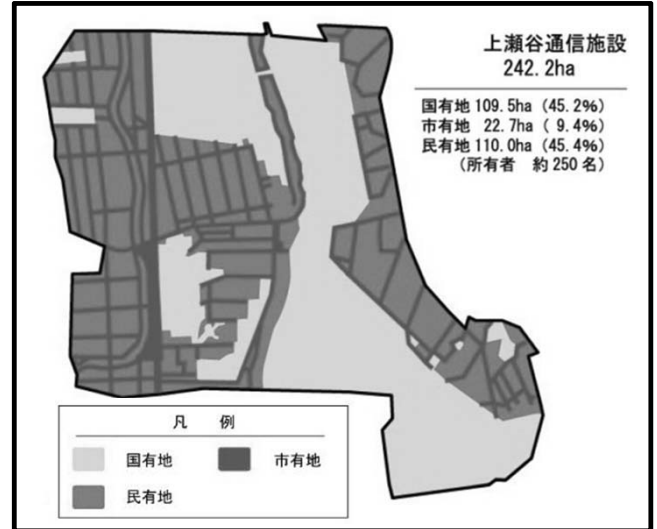 上瀬谷通信施設
242.2ha
国有地 109.5ha (45.2%)
市有地 22.7ha ( 9.4%)
民有地 110.0ha (45.4%)
(所有者 約250名)
凡 例
国有地 市有地
民有地